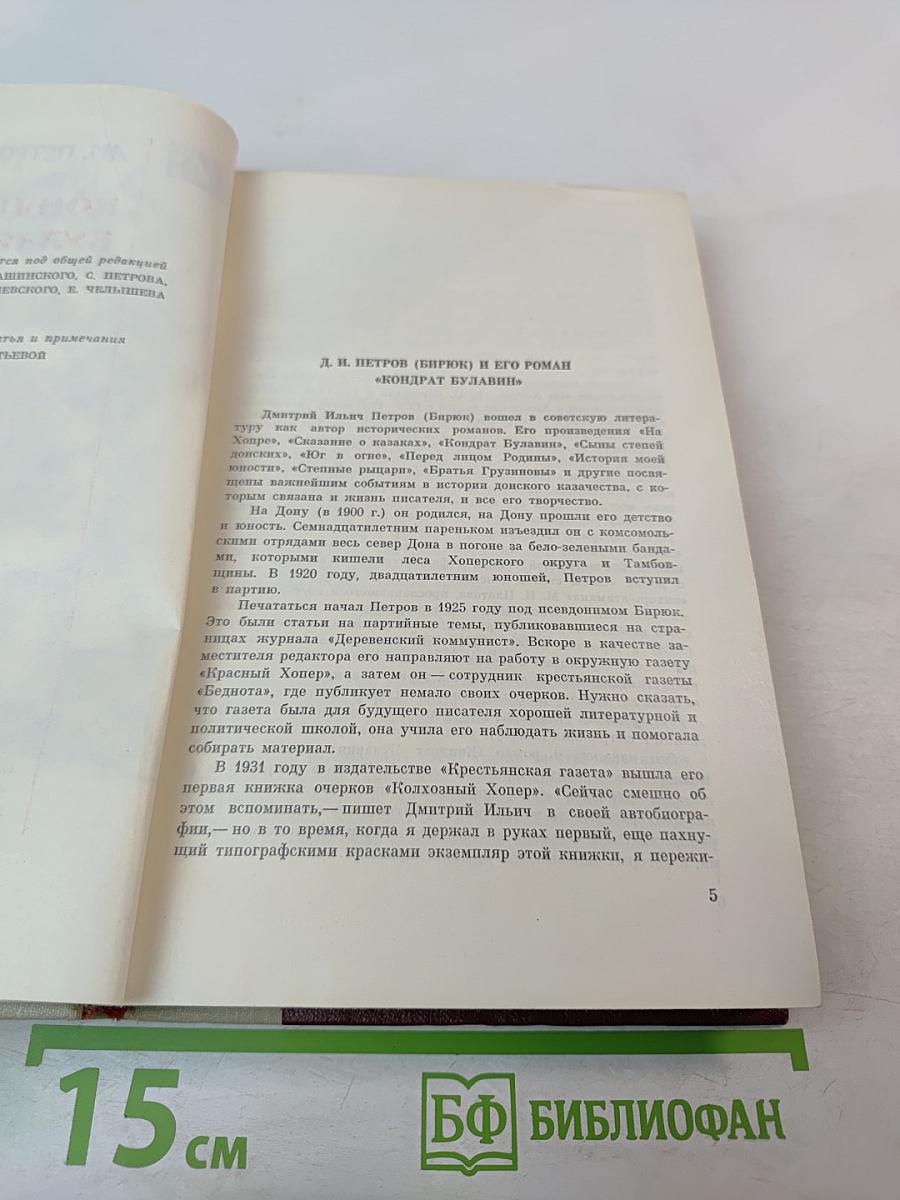 тся под общей редакцией
АШИНСКОГО, С. ПЕТРОВА,
ЕВСКОГО, Е. ЧЕЛЫШЕВА
тья и примечания
ТЬЕВОЙ
Д. И. ПЕТРОВ (БИРЮК) И ЕГО РОМАН
«КОНДРАТ БУЛАВИН»
Дмитрий Ильич Петров (Бирюк) вошел в советскую литера-
туру как автор исторических романов. Его произведения «На
Хопре», «Сказание о казаках», «Кондрат Булавин», «Сыны степей
донских», «Юг в огне», «Перед лицом Родины», «История моей
юности», «Степные рыцари», «Братья Грузиновы» и другие посвя-
щены важнейшим событиям в истории донского казачества, с ко-
торым связана и жизнь писателя, и все его творчество.
На Дону (в 1900 г.) он родился, на Дону прошли его детство
и юность. Семнадцатилетним пареньком изъездил он с комсомоль-
скими отрядами весь север Дона в погоне за бело-зелеными банда-
ми, которыми кишели леса Хоперского округа и Тамбов-
щины. В 1920 году, двадцатилетним юношей, Петров вступил
в партию.
Печататься начал Петров в 1925 году под псевдонимом Бирюк.
Это были статьи на партийные темы, публиковавшиеся на стра-
ницах журнала «Деревенский коммунист». Вскоре в качестве за-
местителя редактора его направляют на работу в окружную газету
«Красный Хопер», а затем он — сотрудник крестьянской газеты
«Беднота», где публикует немало своих очерков. Нужно сказать,
что газета была для будущего писателя хорошей литературной и
политической школой, она учила его наблюдать жизнь и помогала
собирать материал.
В 1931 году в издательстве «Крестьянская газета» вышла его
первая книжка очерков «Колхозный Хопер». «Сейчас смешно об
этом вспоминать,— пишет Дмитрий Ильич в своей автобиогра-
фии,— но в то время, когда я держал в руках первый, еще пахну-
щий типографскими красками экземпляр этой книжки, я пережи-
5
15 см
БФ БИБЛИОФАН